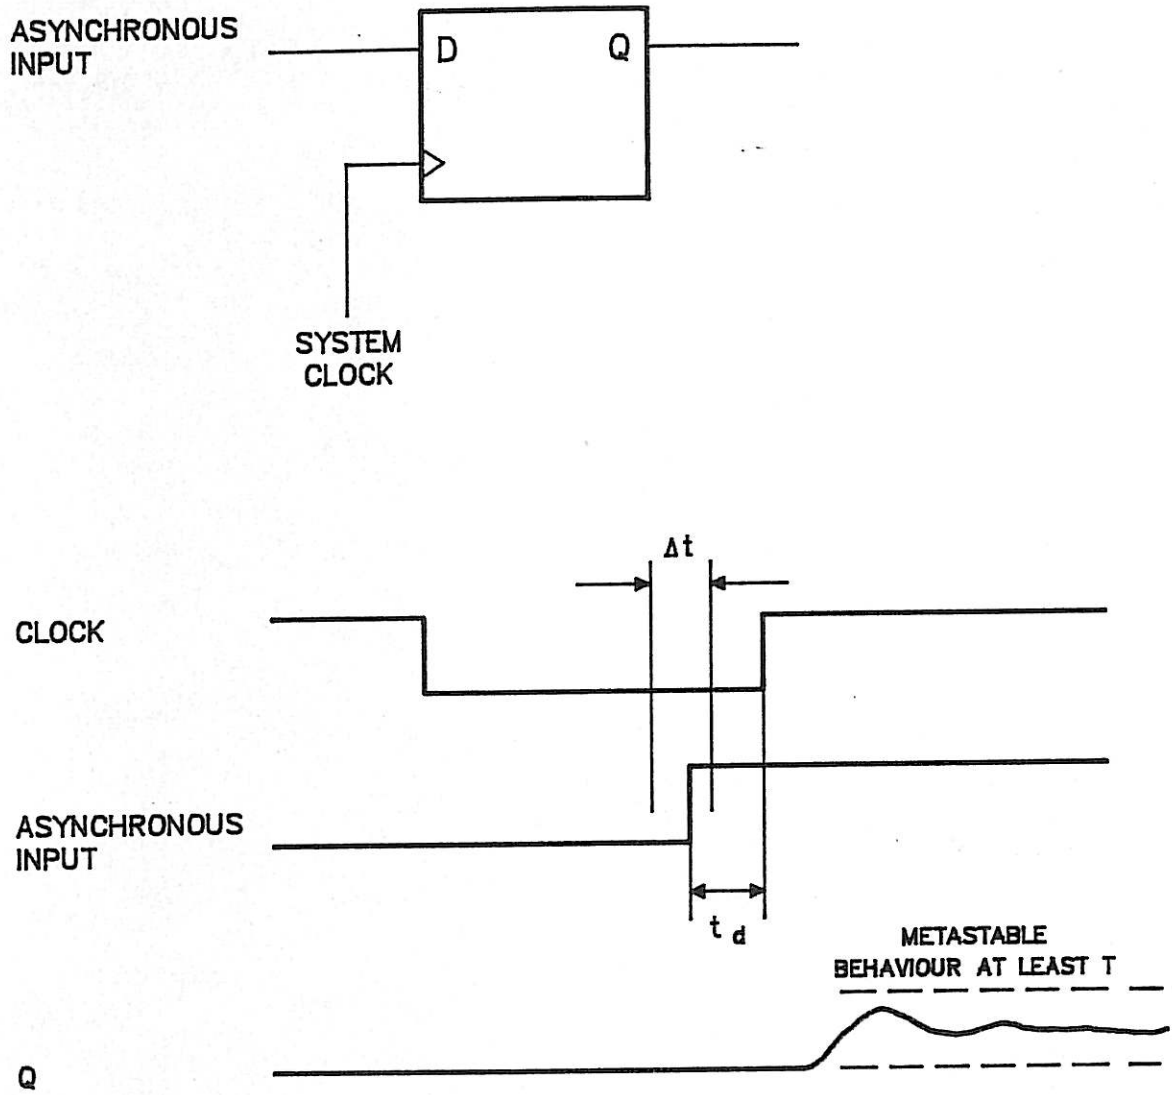 ASYNCHRONOUS
INPUT
D
Q
SYSTEM
CLOCK
Δt
CLOCK
ASYNCHRONOUS
INPUT
t d
METASTABLE
BEHAVIOUR AT LEAST T
Q